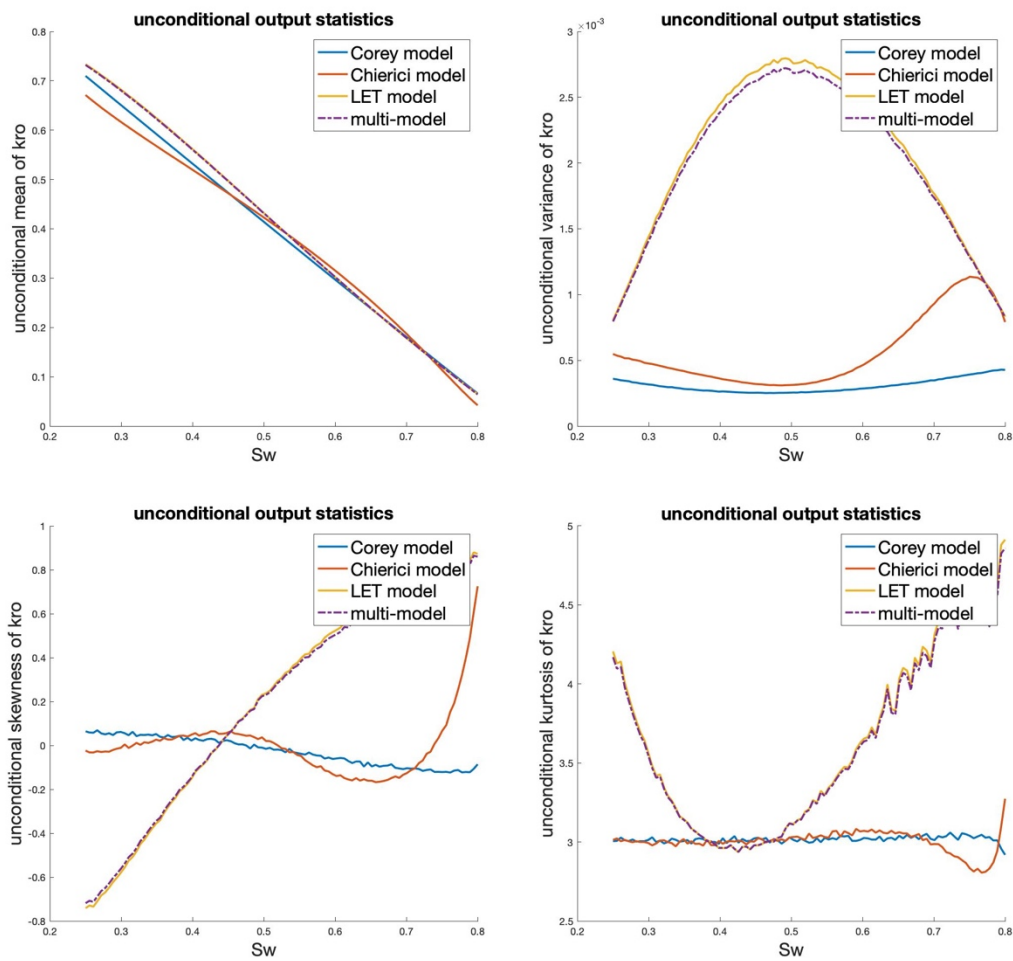 unconditional output statistics
Corey model
Chierici model
LET model
multi-model
unconditional mean of kro
0.8
0.7
0.6
0.5
0.4
0.3
0.2
0.1
0
0.2 0.3 0.4 0.5 0.6 0.7 0.8
Sw
unconditional output statistics
×10⁻³
Corey model
Chierici model
LET model
multi-model
unconditional variance of kro
3
2.5
2
1.5
1
0.5
0
0.2 0.3 0.4 0.5 0.6 0.7 0.8
Sw
unconditional output statistics
Corey model
Chierici model
LET model
multi-model
unconditional skewness of kro
1
0.8
0.6
0.4
0.2
0
-0.2
-0.4
-0.6
-0.8
0.2 0.3 0.4 0.5 0.6 0.7 0.8
Sw
unconditional output statistics
Corey model
Chierici model
LET model
multi-model
unconditional kurtosis of kro
5
4.5
4
3.5
3
2.5
0.2 0.3 0.4 0.5 0.6 0.7 0.8
Sw